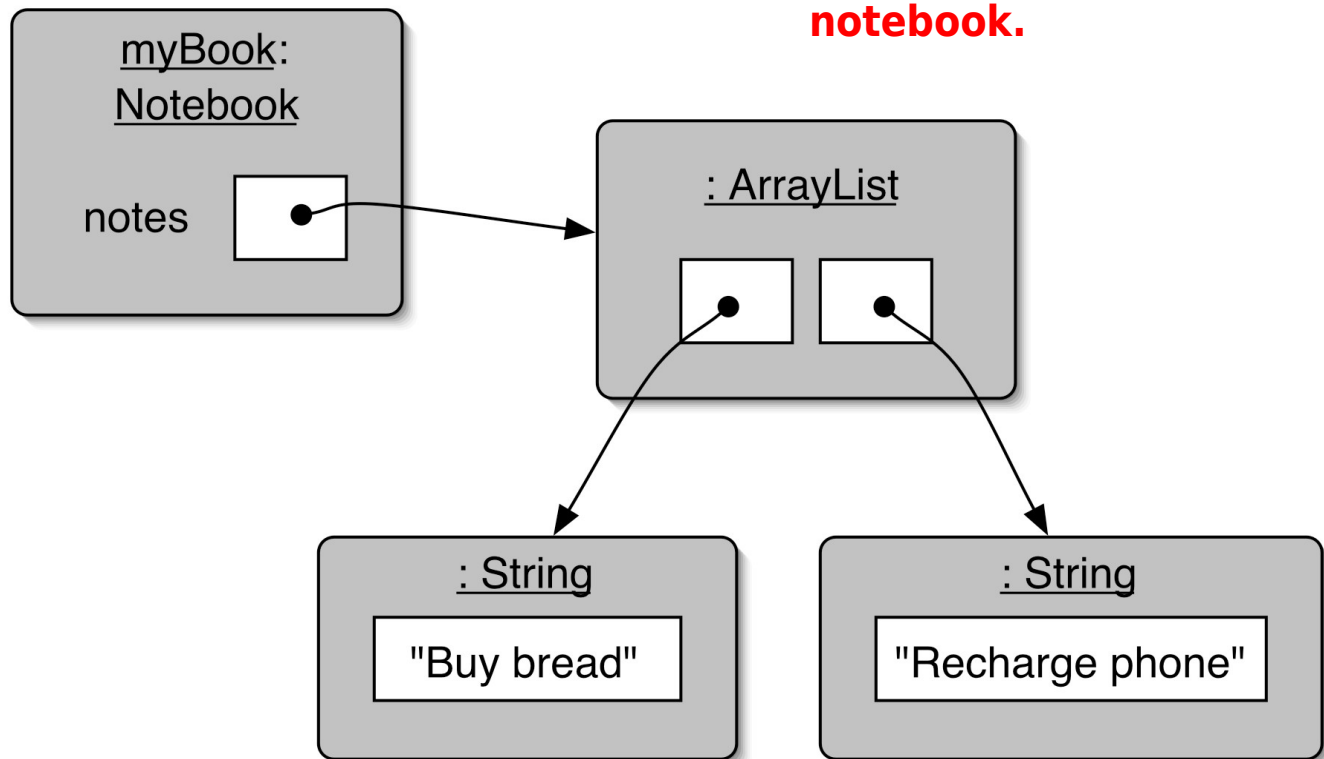 notebook.
myBook:
Notebook
notes
: ArrayList
: String
"Buy bread"
: String
"Recharge phone"